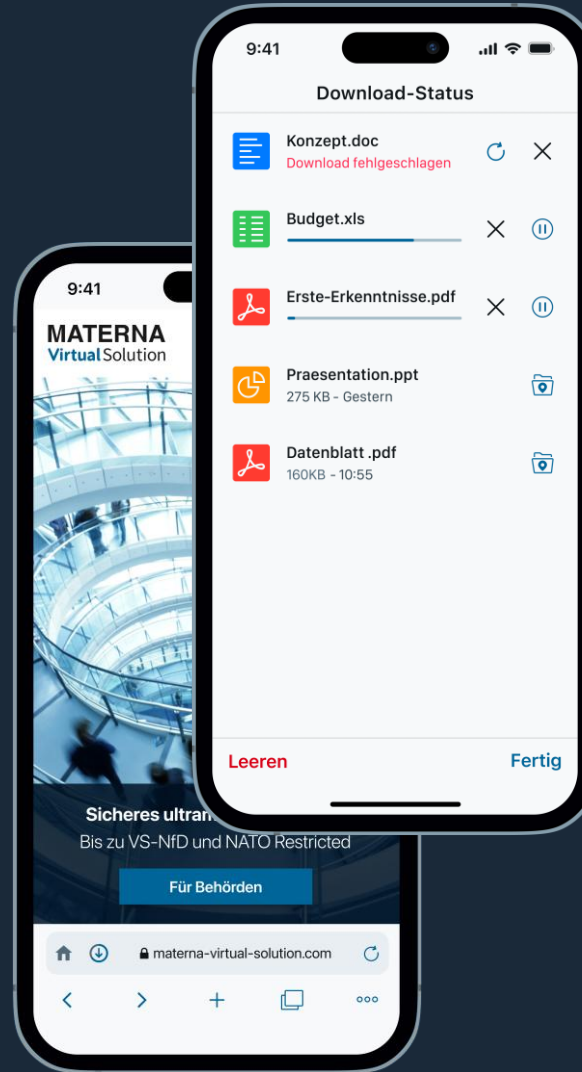 9:41
Download-Status
Konzept.doc
Download fehlgeschlagen
Budget.xls
Erste-Erkenntnisse.pdf
Praesentation.ppt
275 KB - Gestern
Datenblatt .pdf
160KB - 10:55
Leeren
Fertig
9:41
MATERNA
Virtual Solution
Sicheres
Bis zu VS-NfD und NATO Restricted
Für Behörden
materna-virtual-solution.com